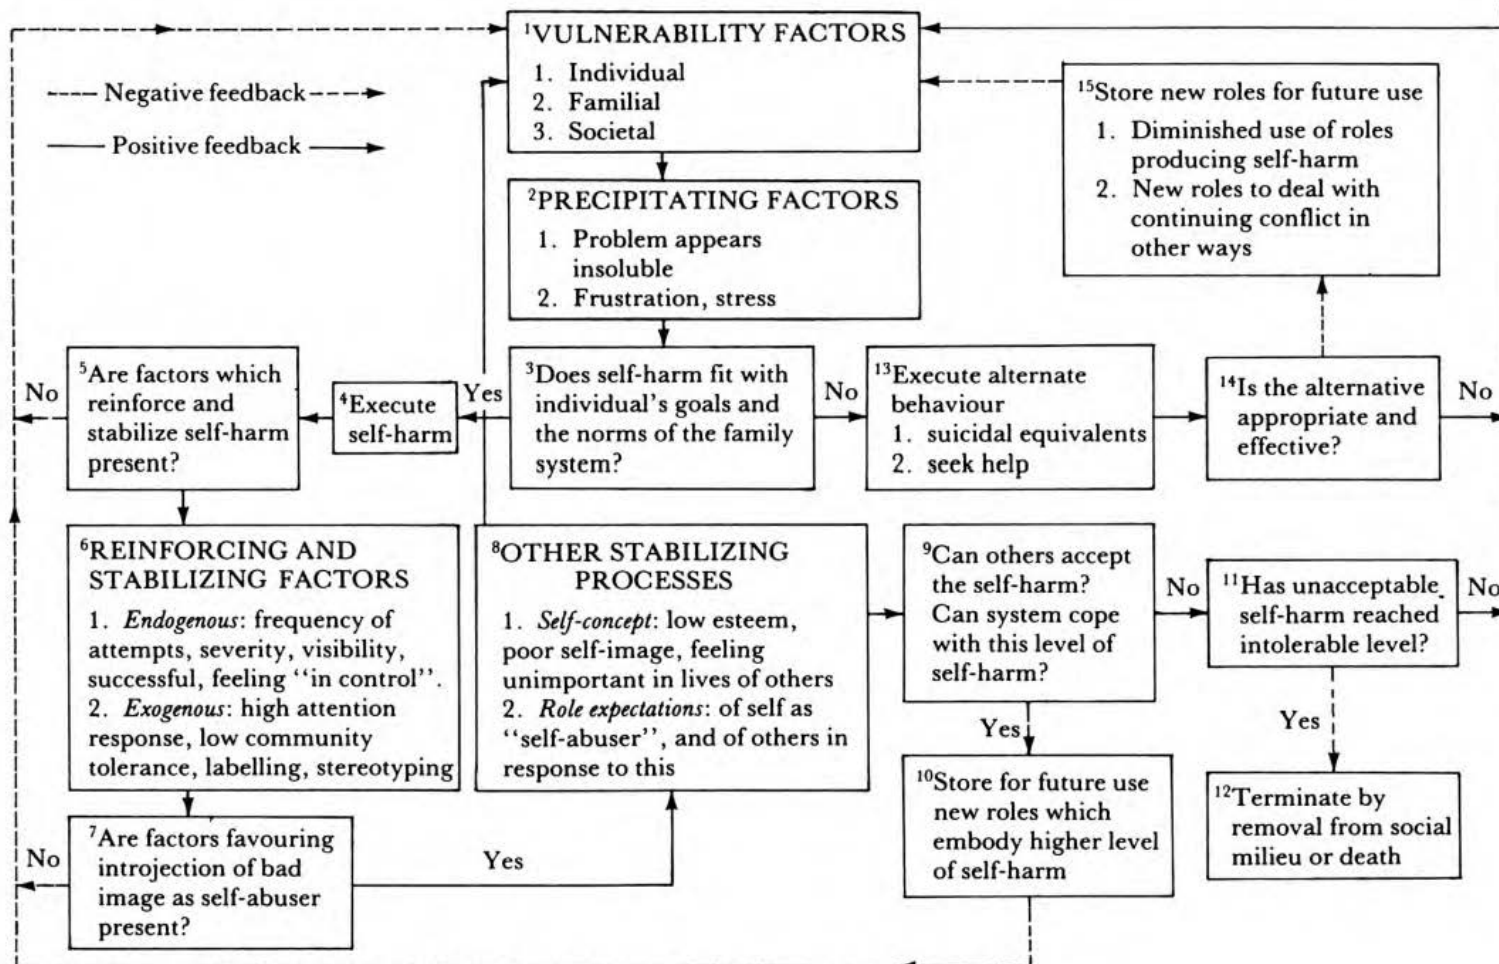 ¹VULNERABILITY FACTORS
1. Individual
2. Familial
3. Societal
Negative feedback
Positive feedback
¹⁵Store new roles for future use
1. Diminished use of roles
producing self-harm
2. New roles to deal with
continuing conflict in
other ways
²PRECIPITATING FACTORS
1. Problem appears
insoluble
2. Frustration, stress
No
⁵Are factors which
reinforce and
stabilize self-harm
present?
⁴Execute
self-harm
Yes
³Does self-harm fit with
individual's goals and
the norms of the family
system?
No
¹³Execute alternate
behaviour
1. suicidal equivalents
2. seek help
¹⁴Is the alternative
appropriate and
effective?
No
⁶REINFORCING AND
STABILIZING FACTORS
1. Endogenous: frequency of
attempts, severity, visibility,
successful, feeling "in control".
2. Exogenous: high attention
response, low community
tolerance, labelling, stereotyping
⁸OTHER STABILIZING
PROCESSES
1. Self-concept: low esteem,
poor self-image, feeling
unimportant in lives of others
2. Role expectations: of self as
"self-abuser", and of others in
response to this
⁹Can others accept
the self-harm?
Can system cope
with this level of
self-harm?
No
¹¹Has unacceptable
self-harm reached
intolerable level?
No
Yes
Yes
No
⁷Are factors favouring
introjection of bad
image as self-abuser
present?
Yes
¹⁰Store for future use
new roles which
embody higher level
of self-harm
¹²Terminate by
removal from social
milieu or death